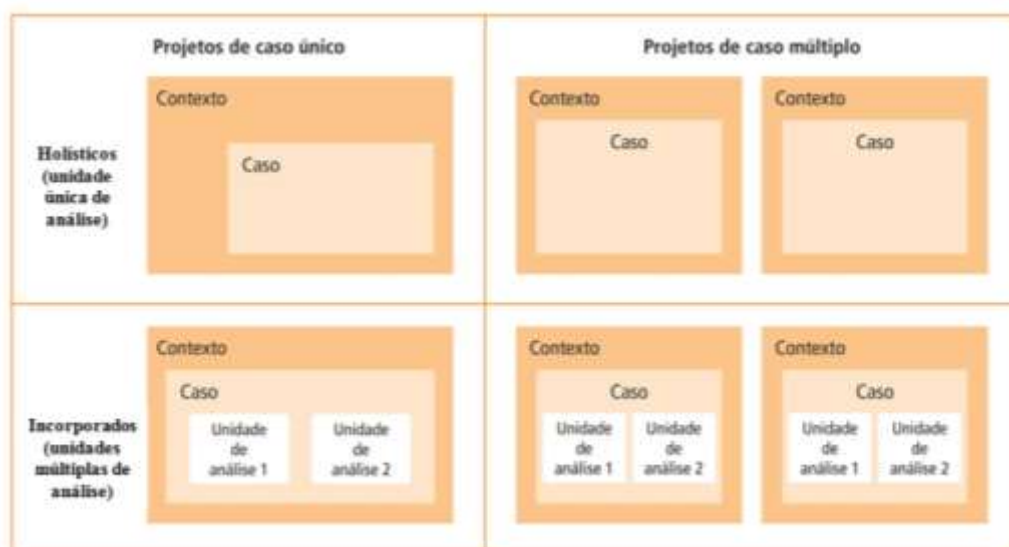 Projetos de caso único
Projetos de caso múltiplo
Holísticos
(unidade
única de
análise)
Contexto
Caso
Contexto
Caso
Contexto
Caso
Incorporados
(unidades
múltiplas de
análise)
Contexto
Caso
Unidade
de
análise 1
Unidade
de
análise 2
Contexto
Caso
Unidade
de
análise 1
Unidade
de
análise 2
Contexto
Caso
Unidade
de
análise 1
Unidade
de
análise 2